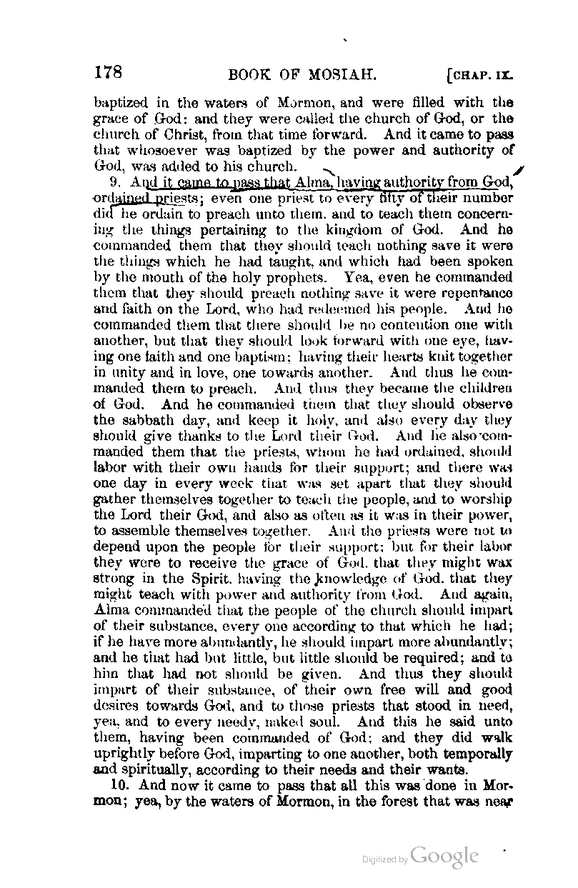 178 BOOK OF MOSIAH. [CHAP. IX.
baptized in the waters of Mormon, and were filled with the
grace of God: and they were called the church of God, or the
church of Christ, from that time forward. And it came to pass
that whosoever was baptized by the power and authority of
God, was added to his church.
9. And it came to pass that Alma, having authority from God,
ordained priests; even one priest to every fifty of their number
did he ordain to preach unto them, and to teach them concern-
ing the things pertaining to the kingdom of God. And he
commanded them that they should teach nothing save it were
the things which he had taught, and which had been spoken
by the mouth of the holy prophets. Yea, even he commanded
them that they should preach nothing save it were repentance
and faith on the Lord, who had redeemed his people. And he
commanded them that there should be no contention one with
another, but that they should look forward with one eye, hav-
ing one faith and one baptism; having their hearts knit together
in unity and in love, one towards another. And thus he com-
manded them to preach. And thus they became the children
of God. And he commanded them that they should observe
the sabbath day, and keep it holy, and also every day they
should give thanks to the Lord their God. And he also com-
manded them that the priests, whom he had ordained, should
labor with their own hands for their support; and there was
one day in every week that was set apart that they should
gather themselves together to teach the people, and to worship
the Lord their God, and also as often as it was in their power,
to assemble themselves together. And the priests were not to
depend upon the people for their support; but for their labor
they were to receive the grace of God, that they might wax
strong in the Spirit, having the knowledge of God, that they
might teach with power and authority from God. And again,
Alma commanded that the people of the church should impart
of their substance, every one according to that which he had;
if he have more abundantly, he should impart more abundantly;
and he that had but little, but little should be required; and to
him that had not should be given. And thus they should
impart of their substance, of their own free will and good
desires towards God, and to those priests that stood in need,
yea, and to every needy, naked soul. And this he said unto
them, having been commanded of God; and they did walk
uprightly before God, imparting to one another, both temporally
and spiritually, according to their needs and their wants.
10. And now it came to pass that all this was done in Mor-
mon; yea, by the waters of Mormon, in the forest that was near
Digitized by Google